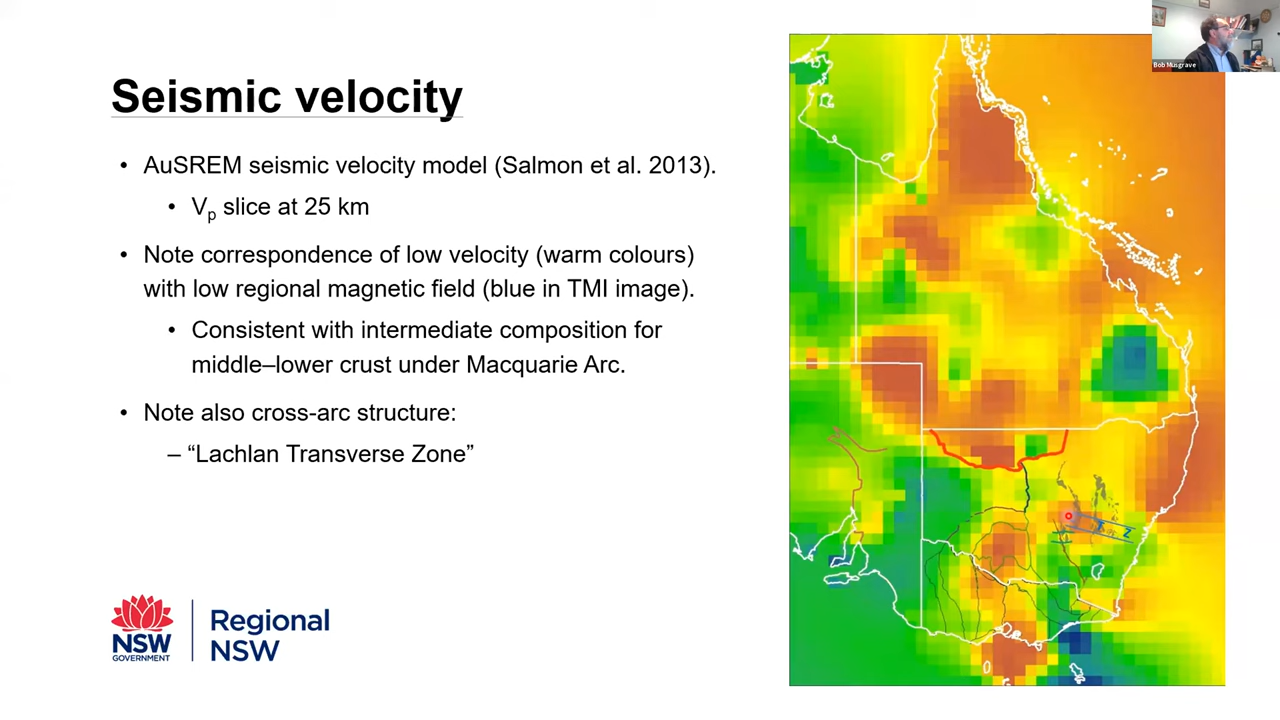 Bob Musgrave
Seismic velocity
• AuSREM seismic velocity model (Salmon et al. 2013).
• Vp slice at 25 km
• Note correspondence of low velocity (warm colours)
with low regional magnetic field (blue in TMI image).
• Consistent with intermediate composition for
middle–lower crust under Macquarie Arc.
• Note also cross-arc structure:
– “Lachlan Transverse Zone”
L T Z
NSW
GOVERNMENT
Regional
NSW